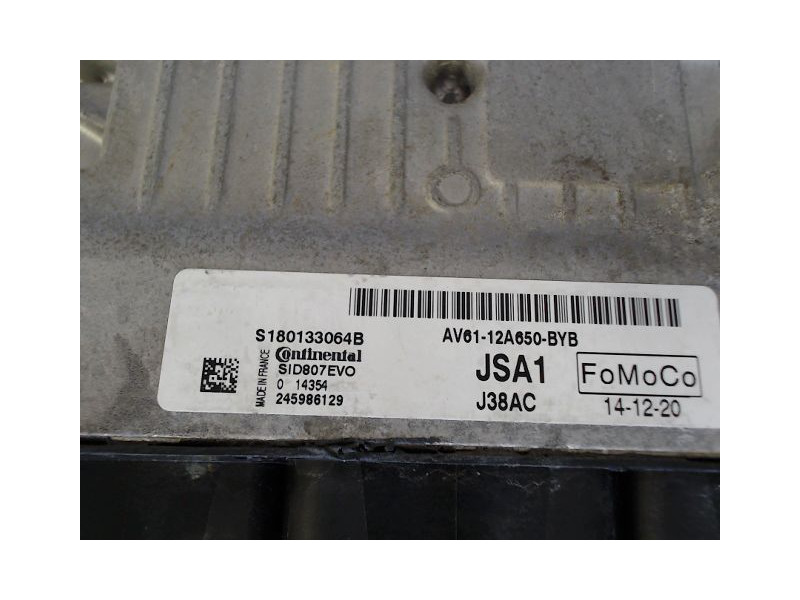 S180133064B
MADE IN FRANCE
Continental
SID807EVO
0 14354
245986129
AV61-12A650-BYB
JSA1
J38AC
FoMoCo
14-12-20